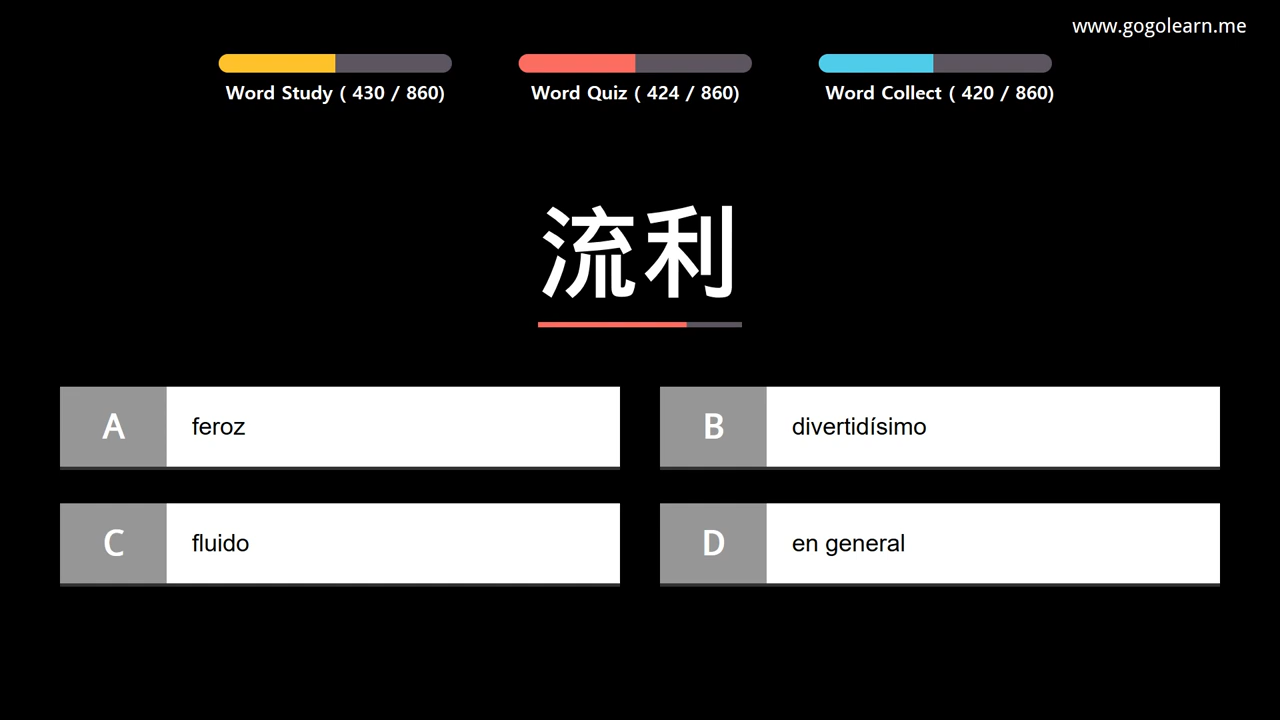 www.gogolearn.me
Word Study ( 430 / 860)
Word Quiz ( 424 / 860)
Word Collect ( 420 / 860)
流利
A
feroz
B
divertidísimo
C
fluido
D
en general